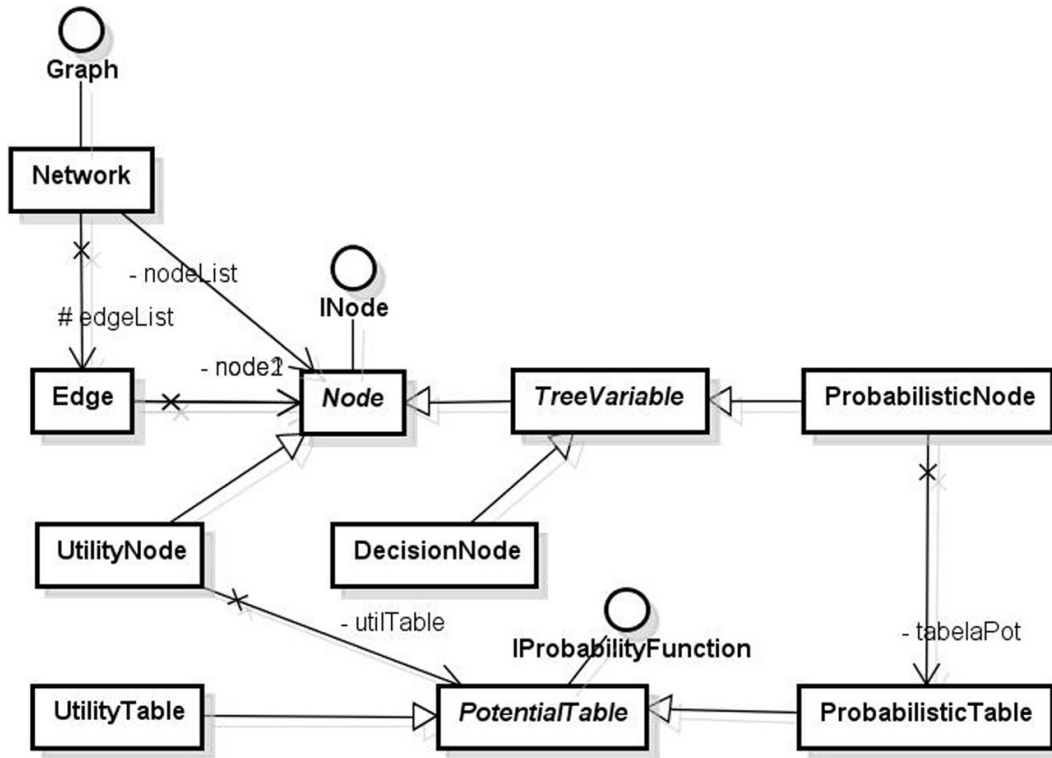 Graph
Network
- nodeList
INode
# edgeList
Edge
Node
TreeVariable
ProbabilisticNode
UtilityNode
DecisionNode
- utilTable
IProbabilityFunction
- tabelaPot
UtilityTable
PotentialTable
ProbabilisticTable